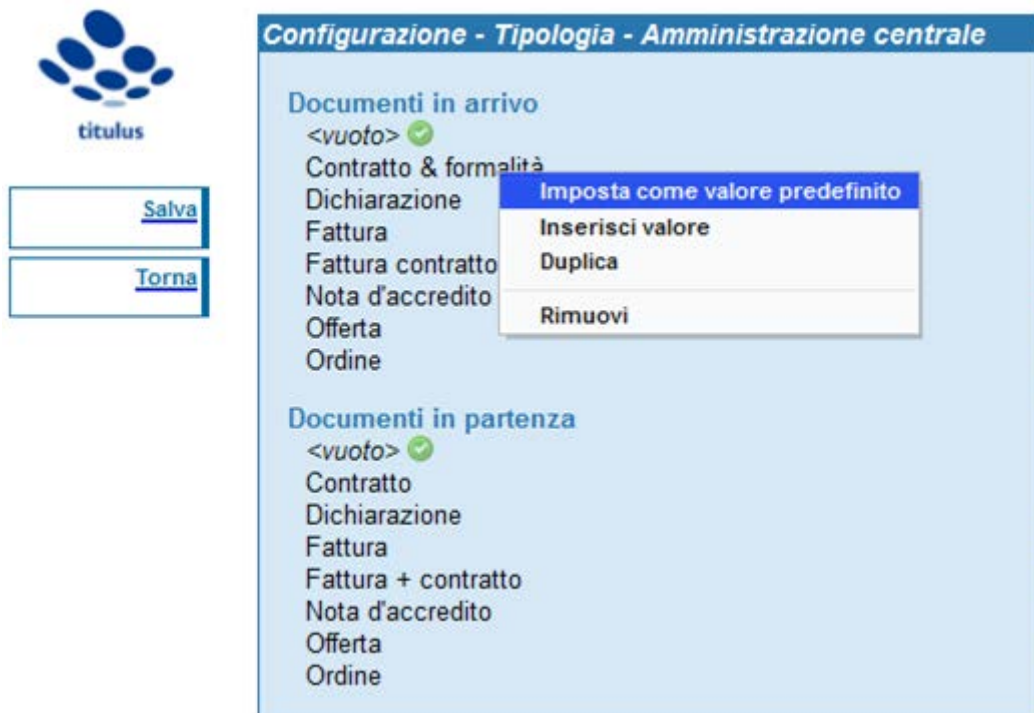 titulus
Salva
Torna
Configurazione - Tipologia - Amministrazione centrale
Documenti in arrivo
<vuoto>
Contratto & formalità
Dichiarazione
Fattura
Fattura contratto
Nota d'accredito
Offerta
Ordine
Imposta come valore predefinito
Inserisci valore
Duplica
Rimuovi
Documenti in partenza
<vuoto>
Contratto
Dichiarazione
Fattura
Fattura + contratto
Nota d'accredito
Offerta
Ordine